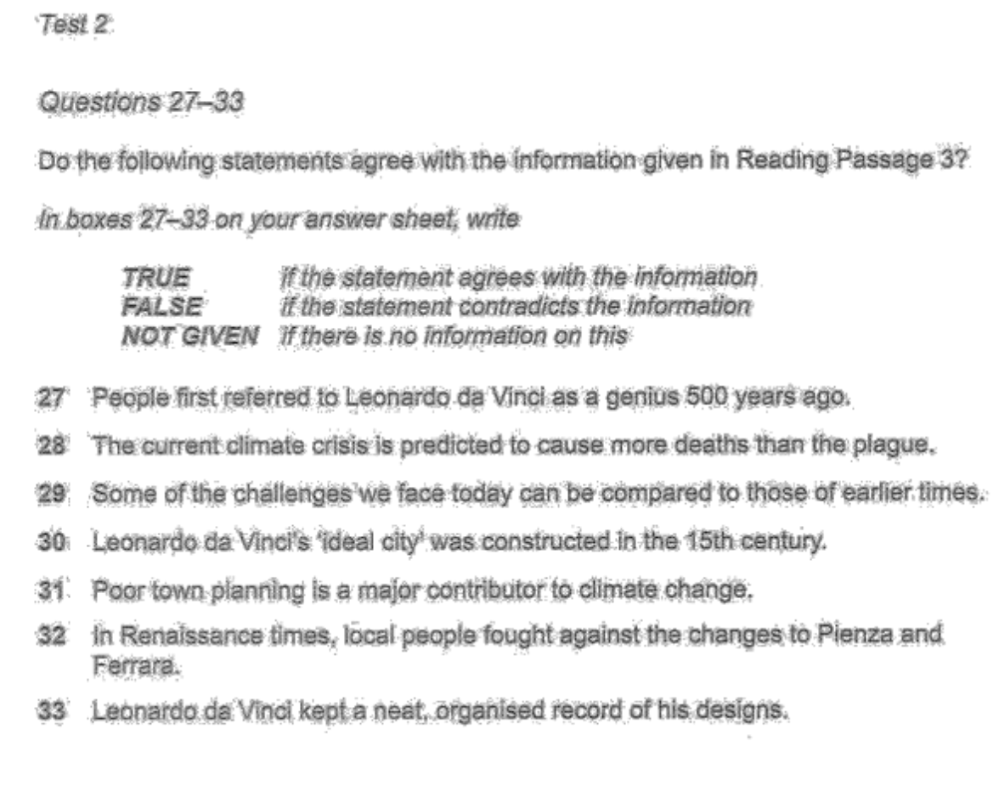 Test 2
Questions 27–33
Do the following statements agree with the information given in Reading Passage 3?
In boxes 27–33 on your answer sheet, write
TRUE if the statement agrees with the information
FALSE if the statement contradicts the information
NOT GIVEN if there is no information on this
27 People first referred to Leonardo da Vinci as a genius 500 years ago.
28 The current climate crisis is predicted to cause more deaths than the plague.
29 Some of the challenges we face today can be compared to those of earlier times.
30 Leonardo da Vinci's 'ideal city' was constructed in the 15th century.
31 Poor town planning is a major contributor to climate change.
32 In Renaissance times, local people fought against the changes to Pienza and
Ferrara.
33 Leonardo da Vinci kept a neat, organised record of his designs.